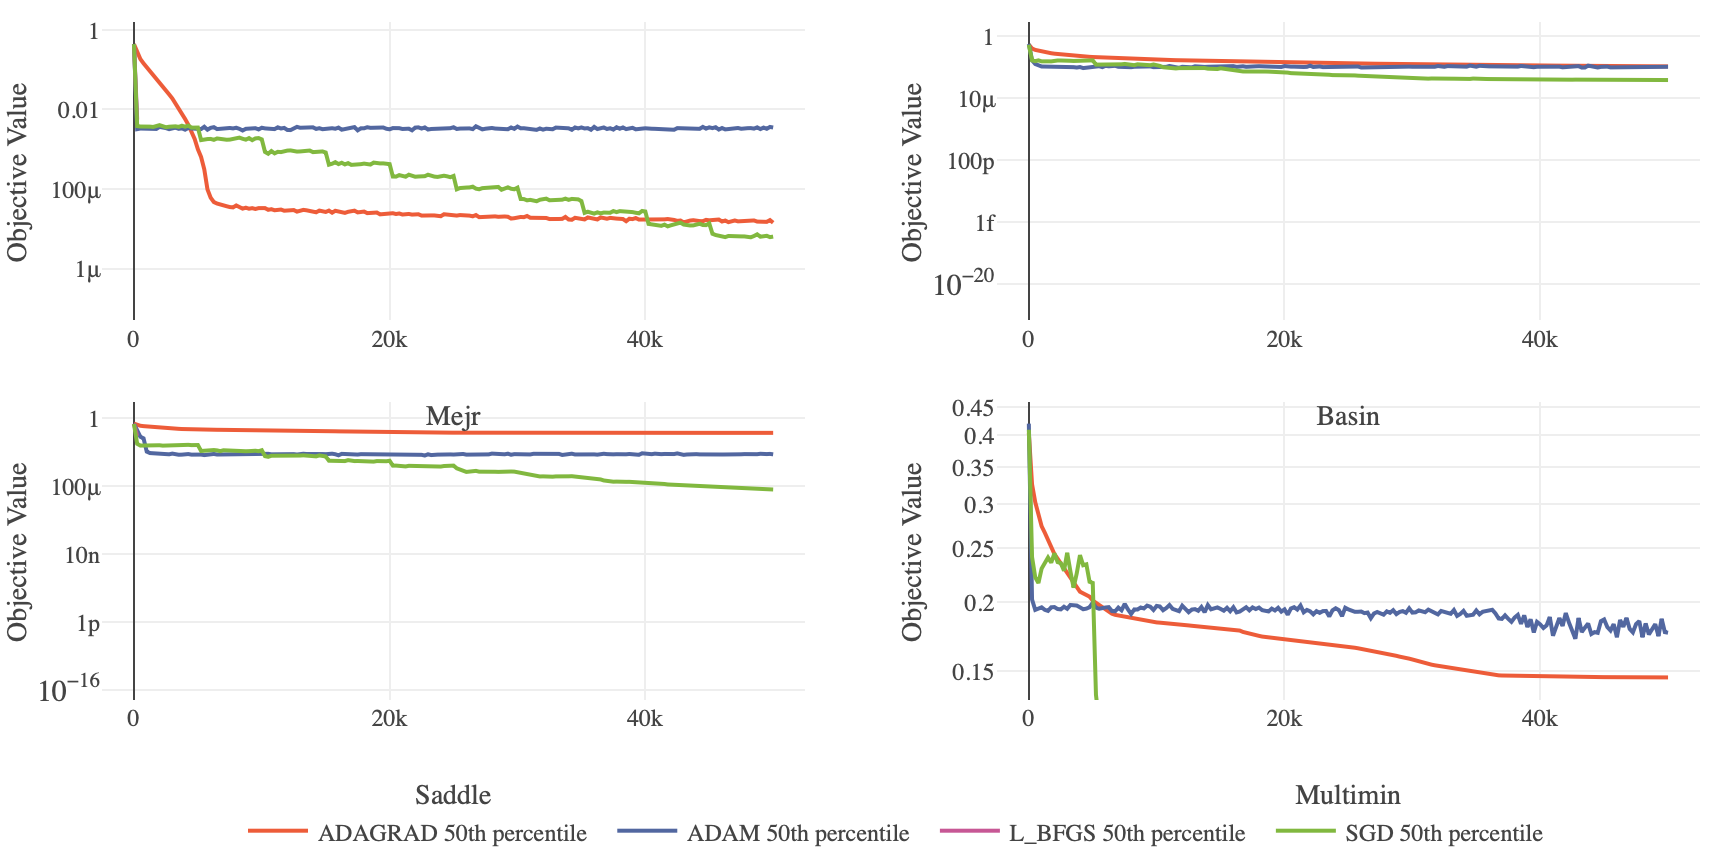 Objective Value
1
0.01
100μ
1μ
0
20k
40k
Mejr
Objective Value
1
10μ
100p
1f
10−20
0
20k
40k
Basin
Objective Value
1
100μ
10n
1p
10−16
0
20k
40k
Saddle
Objective Value
0.45
0.4
0.35
0.3
0.25
0.2
0.15
0
20k
40k
Multimin
ADAGRAD 50th percentile ADAM 50th percentile L_BFGS 50th percentile SGD 50th percentile